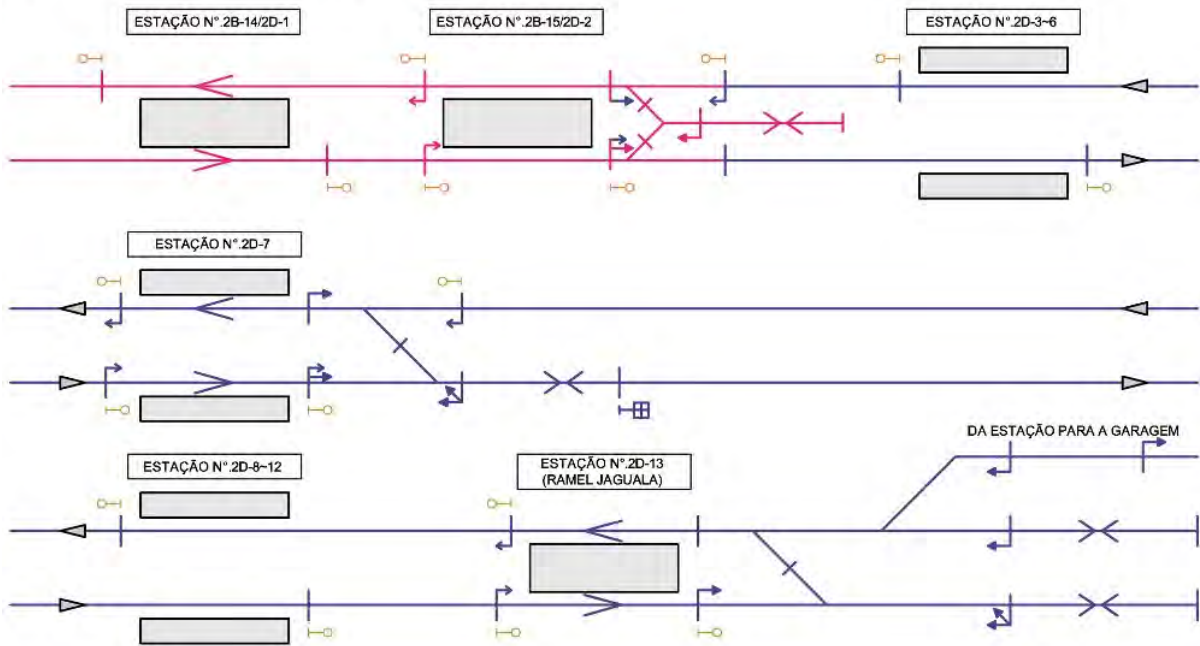 ESTAÇÃO N°.2B-14/2D-1
ESTAÇÃO N°.2B-15/2D-2
ESTAÇÃO N°.2D-3~6
ESTAÇÃO N°.2D-7
DA ESTAÇÃO PARA A GARAGEM
ESTAÇÃO N°.2D-8~12
ESTAÇÃO N°.2D-13
(RAMEL JAGUALA)